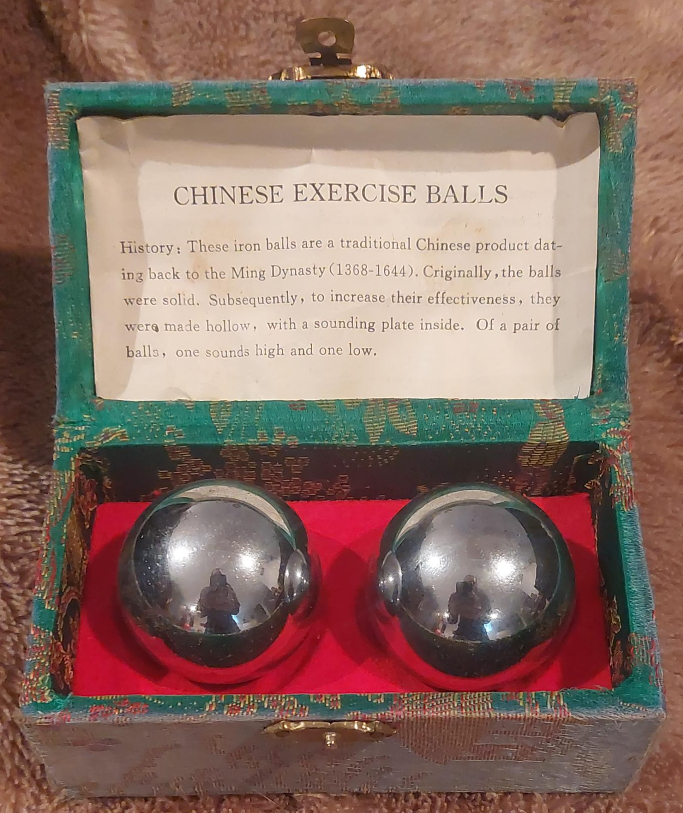 CHINESE EXERCISE BALLS
History: These iron balls are a traditional Chinese product dat-
ing back to the Ming Dynasty (1368-1644). Criginally, the balls
were solid. Subsequently, to increase their effectiveness, they
were made hollow, with a sounding plate inside. Of a pair of
balls, one sounds high and one low.